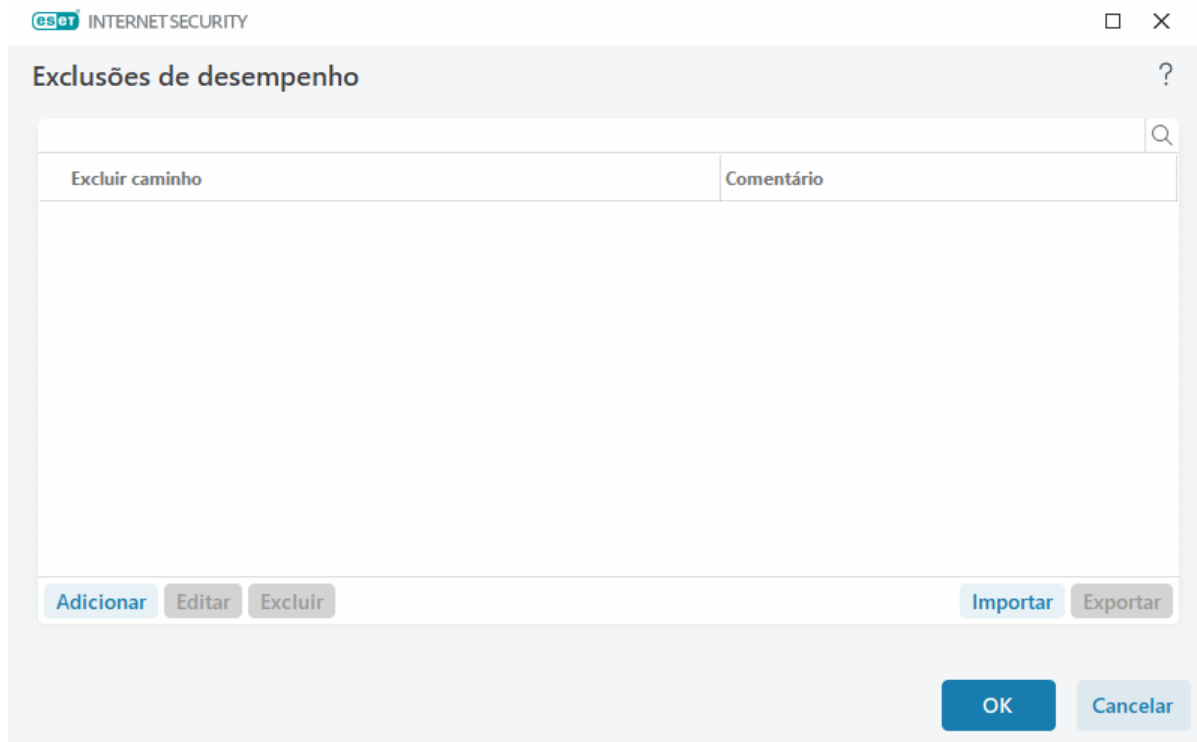 eset INTERNET SECURITY
Exclusões de desempenho ?
Excluir caminho Comentário
Adicionar Editar Excluir Importar Exportar
OK Cancelar